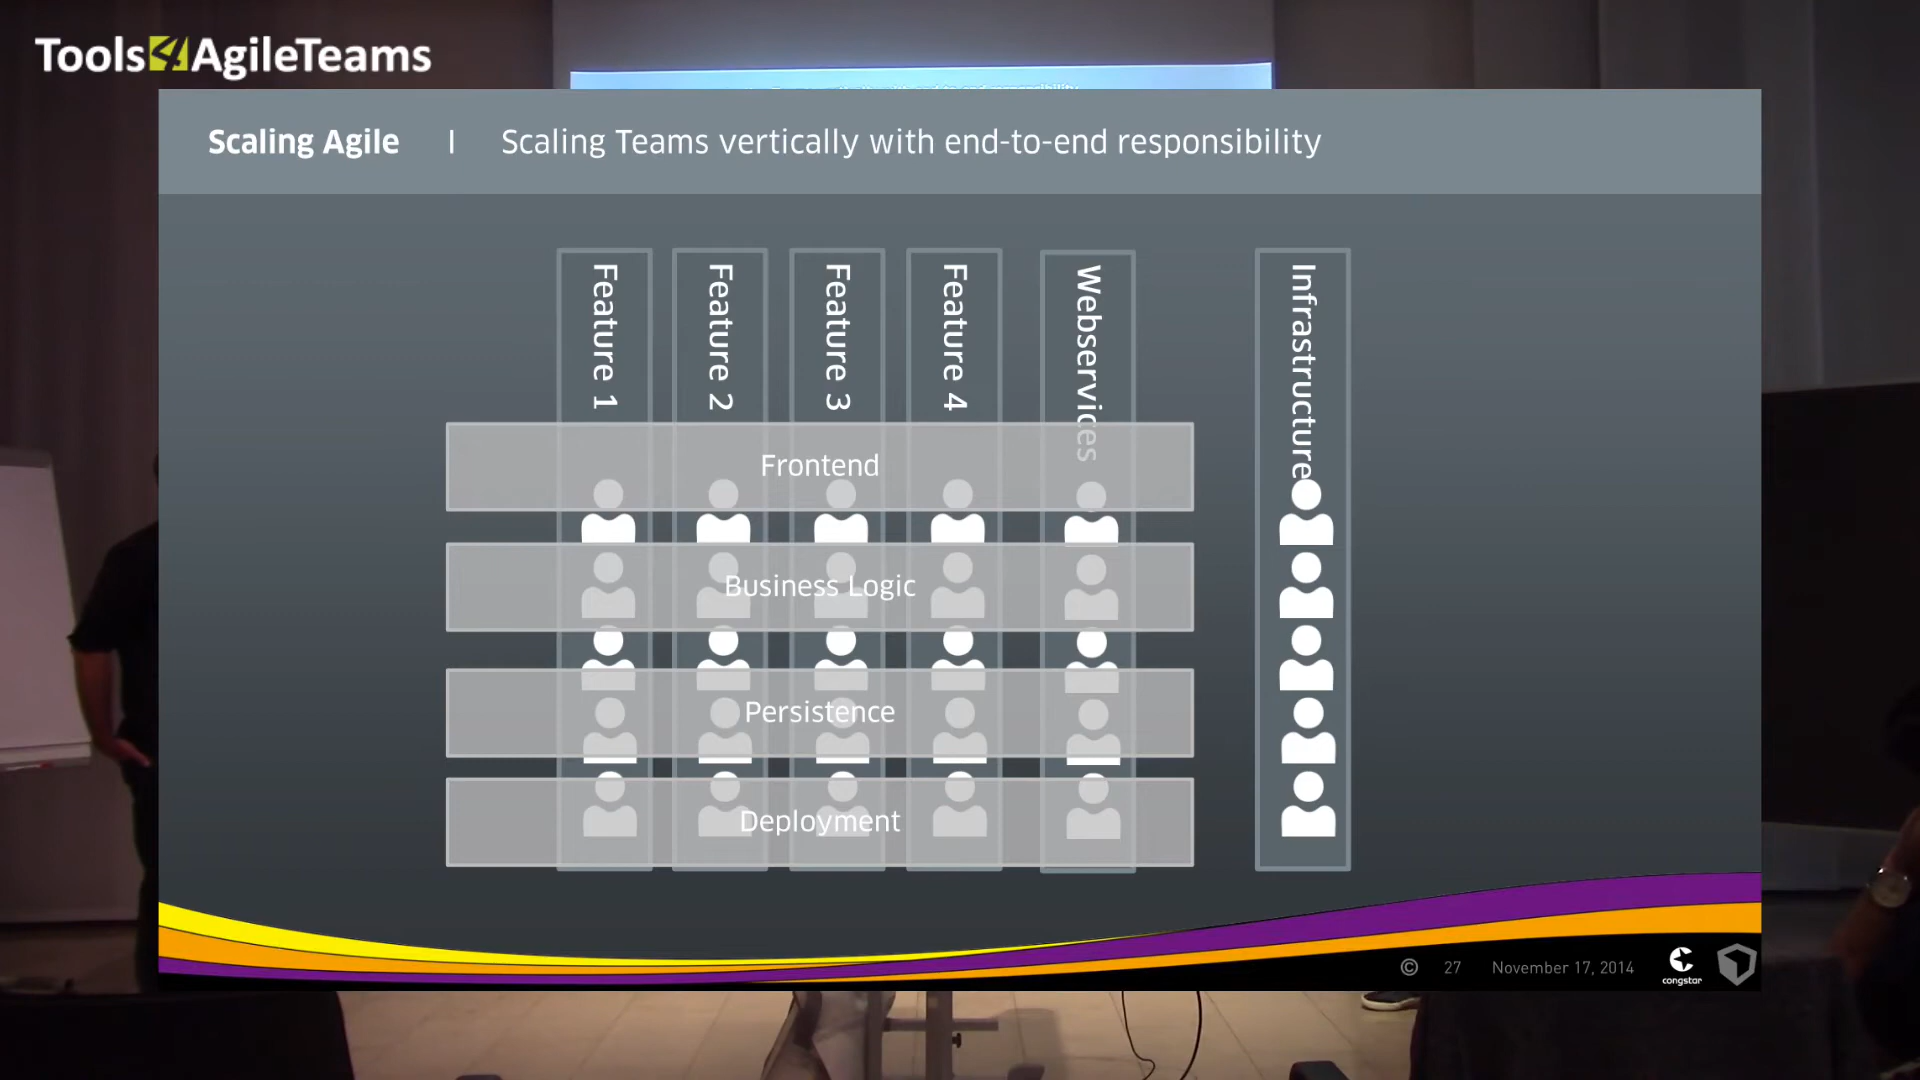 Tools4AgileTeams
Scaling Agile | Scaling Teams vertically with end-to-end responsibility
Feature 1
Feature 2
Feature 3
Feature 4
Webservices
Infrastructure
Frontend
Business Logic
Persistence
Deployment
© 27 November 17, 2014
congstar